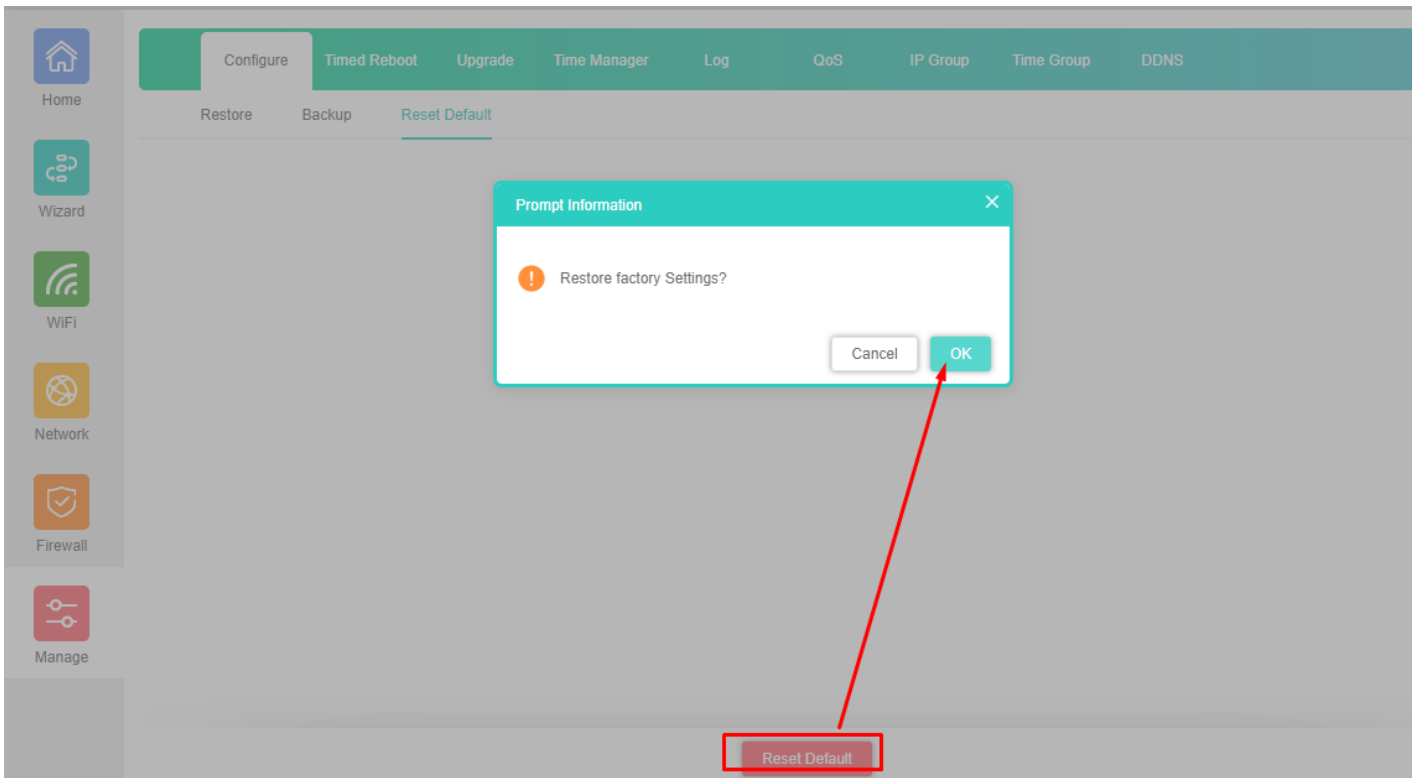 Home
Configure Timed Reboot Upgrade Time Manager Log QoS IP Group Time Group DDNS
Restore Backup Reset Default
Wizard
Prompt Information
Restore factory Settings?
WiFi
Cancel OK
Network
Firewall
Manage
Reset Default